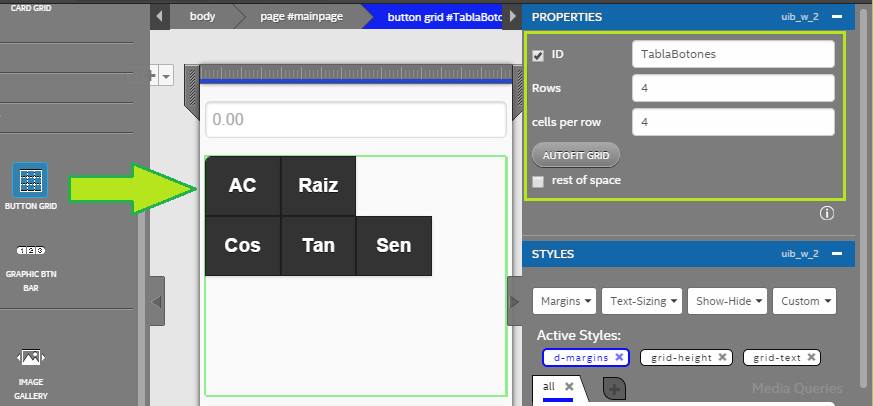 CARD GRID
BUTTON GRID
GRAPHIC BTN
BAR
IMAGE
GALLERY
body
page #mainpage
button grid #TablaBoto
0.00
AC
Raiz
Cos
Tan
Sen
PROPERTIES
uib_w_2
ID
TablaBotones
Rows
4
cells per row
4
AUTOFIT GRID
rest of space
STYLES
uib_w_2
Margins
Text-Sizing
Show-Hide
Custom
Active Styles:
d-margins
grid-height
grid-text
all
Media Queries